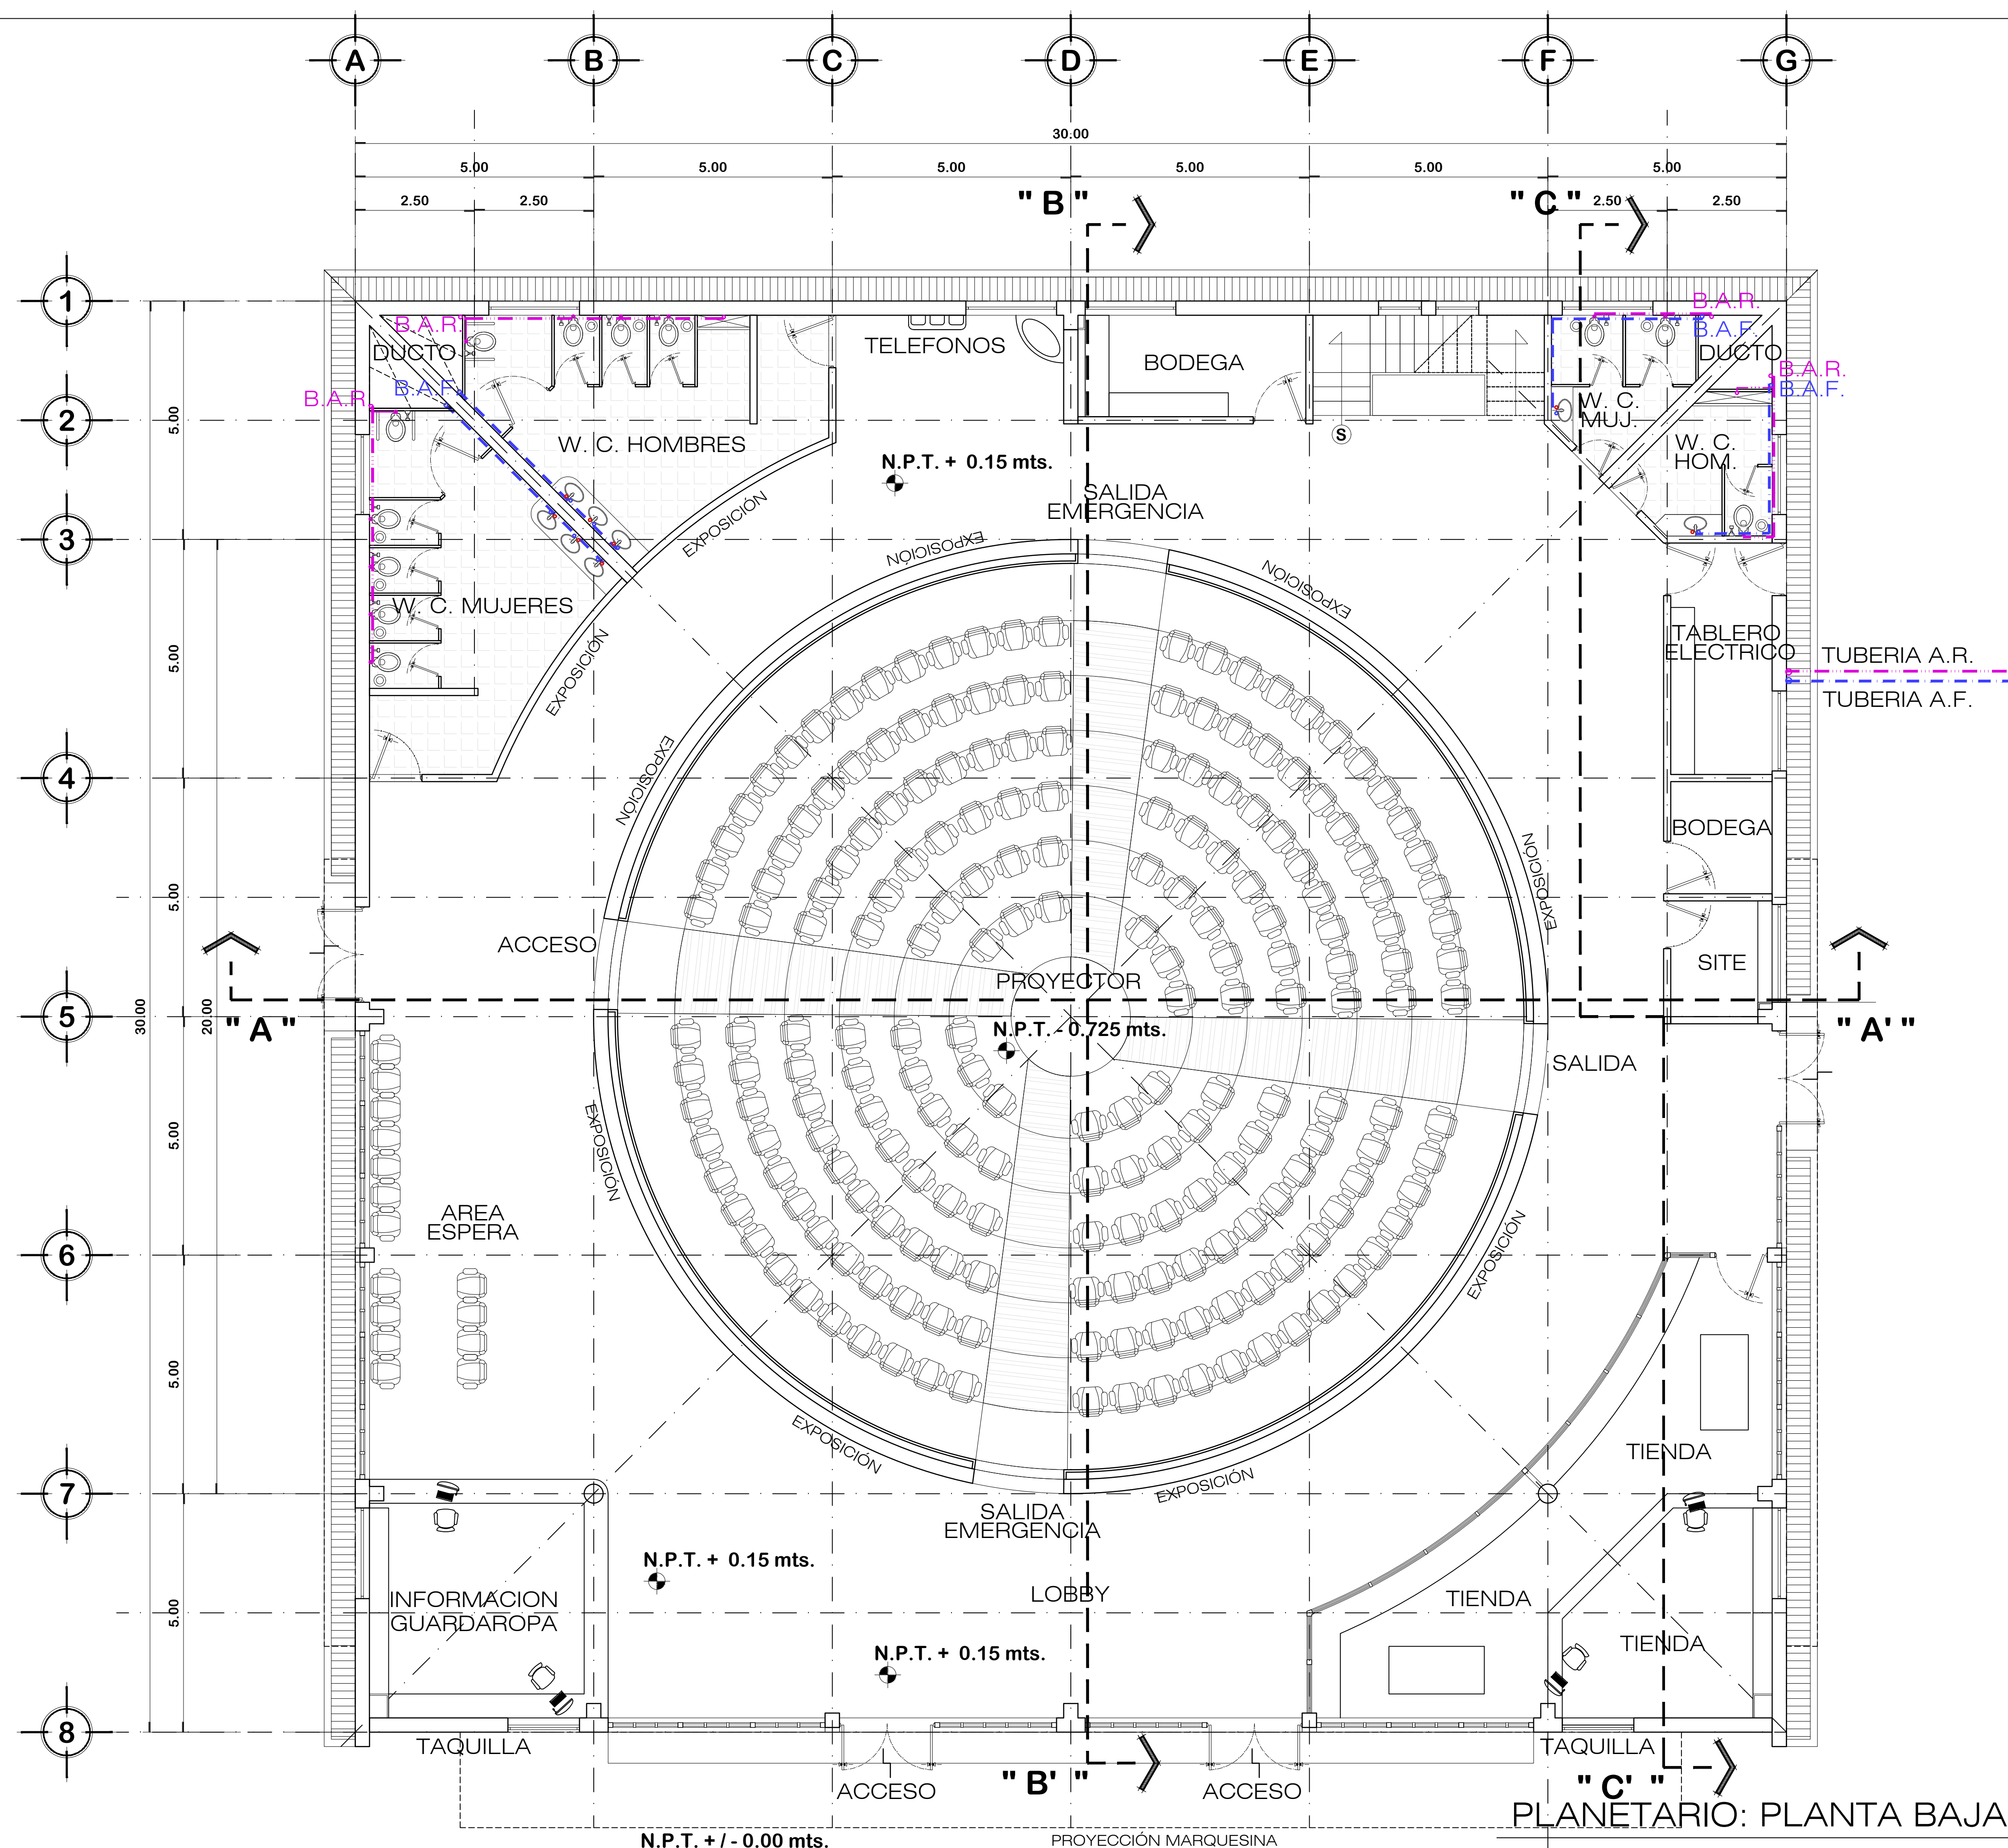 A B C D E F G
30.00
5.00 5.00 5.00 5.00 5.00 5.00
2.50 2.50 2.50 2.50
" B " " C "
1
B.A.R. B.A.R.
B.A.F.
TELEFONOS
DUCTO DUCTO
BODEGA
B.A.R.
B.A.F. B.A.F.
B.A.R.
W. C.
MUJ.
2
5.00
S
W. C. HOMBRES
W. C.
HOM.
N.P.T. + 0.15 mts.
SALIDA
EMERGENCIA
EXPOSICIÓN
3
EXPOSICIÓN
EXPOSICIÓN
W. C. MUJERES
TABLERO
ELECTRICO
5.00
TUBERIA A.R.
TUBERIA A.F.
EXPOSICIÓN
4
EXPOSICIÓN
BODEGA
EXPOSICIÓN
5.00
ACCESO
SITE
PROYECTOR
5
30.00
20.00
" A " " A' "
N.P.T. - 0.725 mts.
SALIDA
5.00
EXPOSICIÓN
AREA
ESPERA
6
EXPOSICIÓN
5.00
EXPOSICIÓN
TIENDA
EXPOSICIÓN
7
SALIDA
EMERGENCIA
N.P.T. + 0.15 mts.
INFORMACION
GUARDAROPA
LOBBY
TIENDA
5.00
TIENDA
N.P.T. + 0.15 mts.
8
TAQUILLA TAQUILLA
" B' " " C' "
ACCESO ACCESO
PLANETARIO: PLANTA BAJA
N.P.T. + / - 0.00 mts.
PROYECCIÓN MARQUESINA